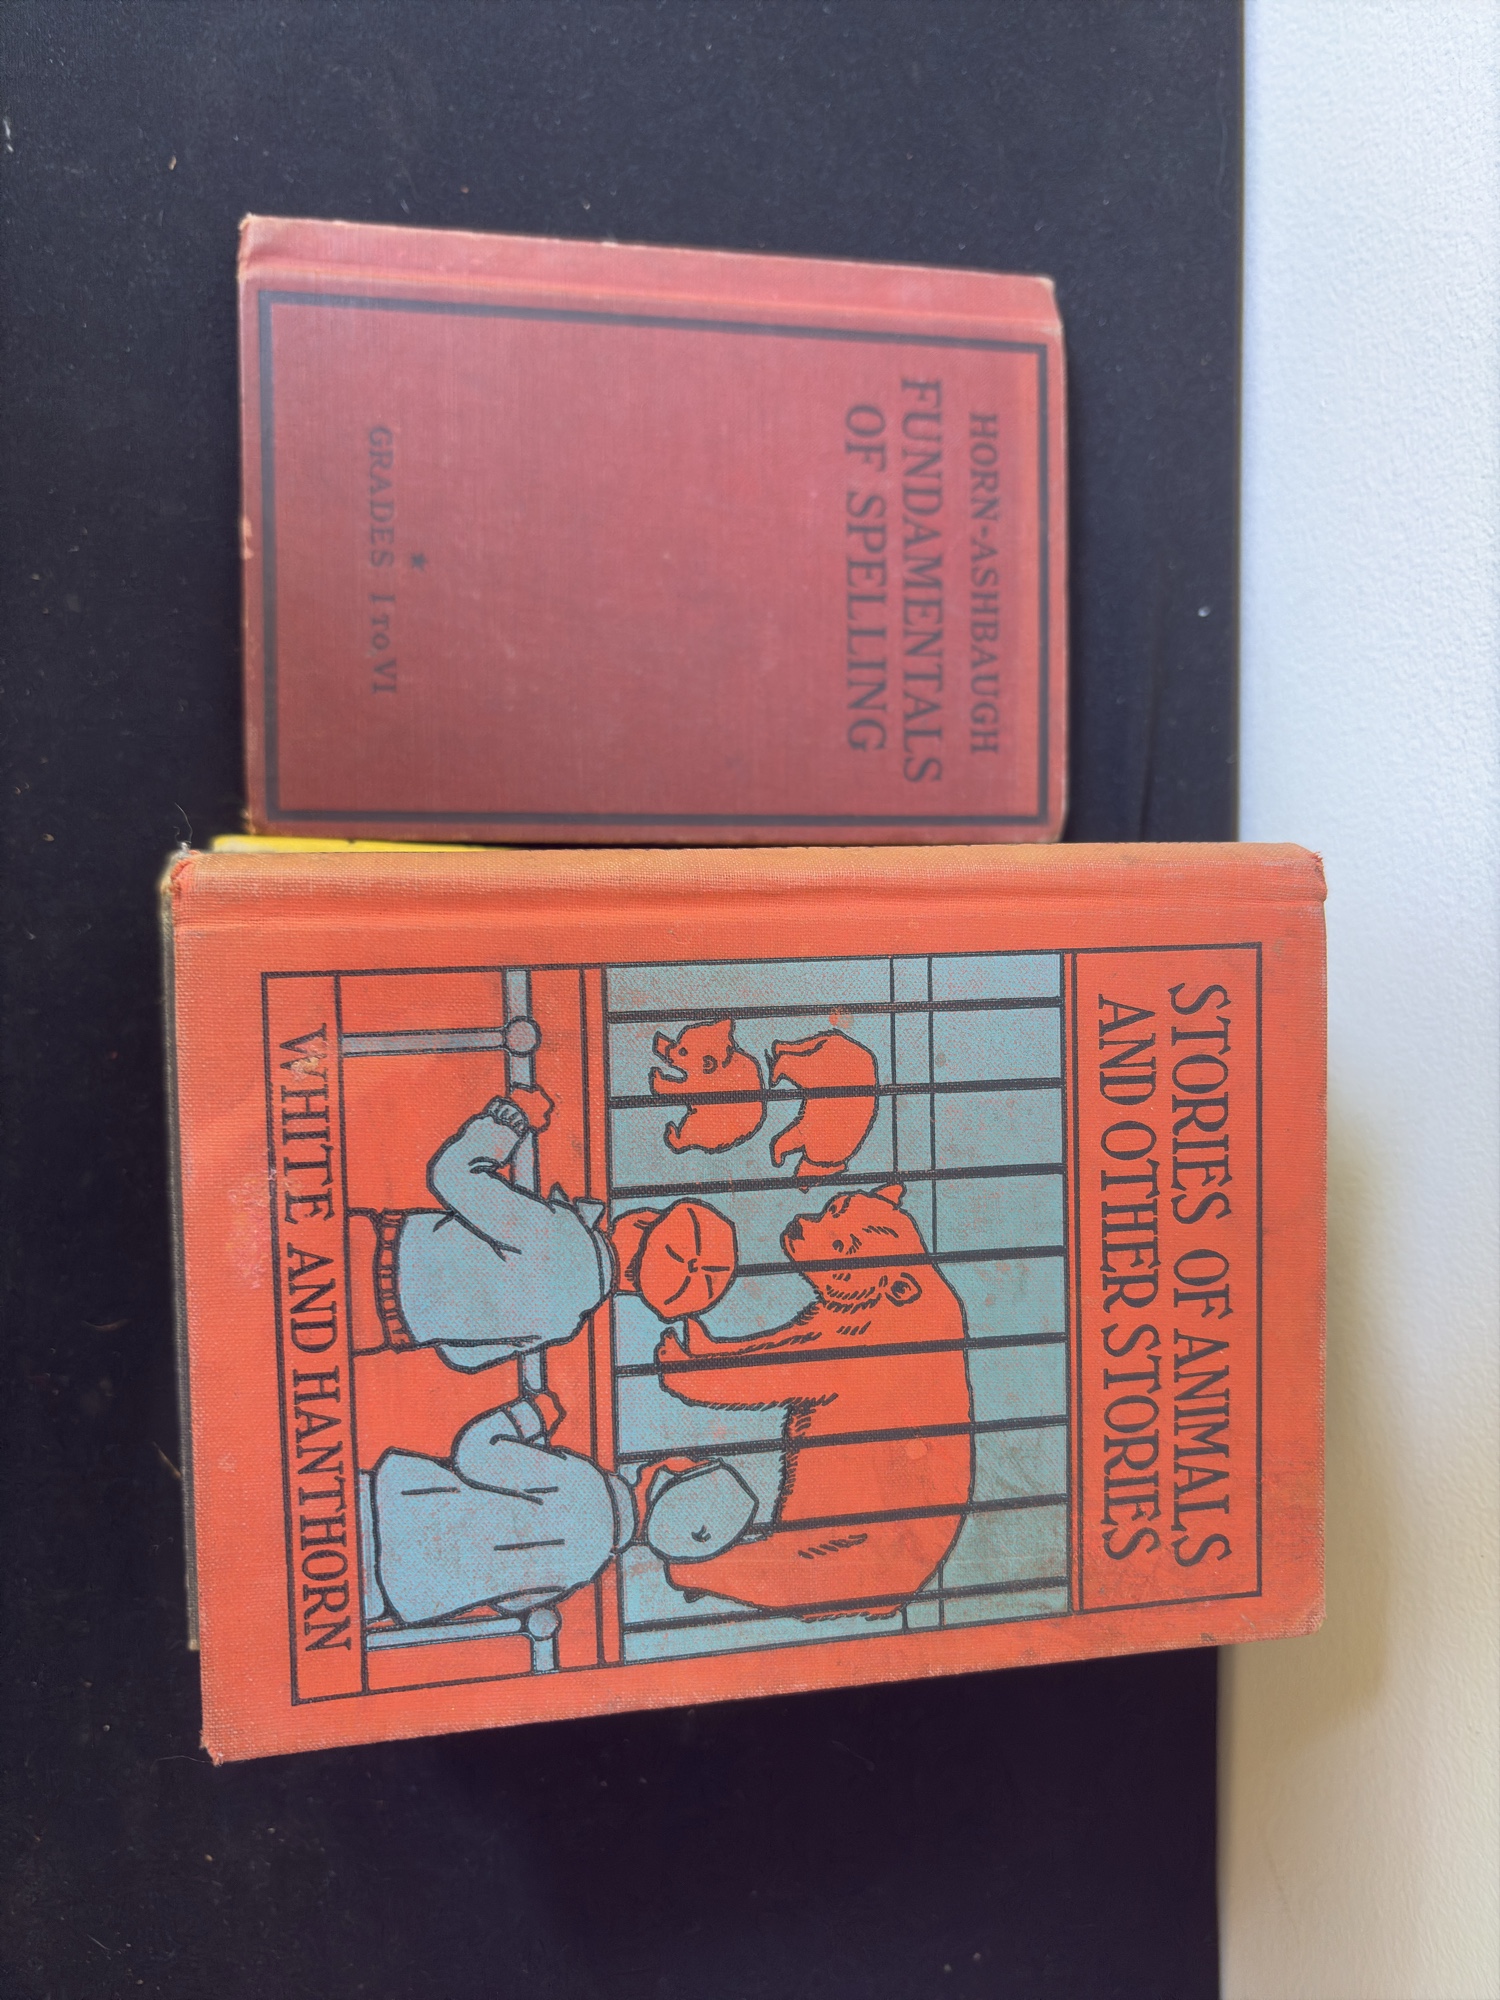 HORN-ASHBAUGH
FUNDAMENTALS
OF SPELLING
GRADES I TO VI
STORIES OF ANIMALS
AND OTHER STORIES
WHITE AND HANTHORN